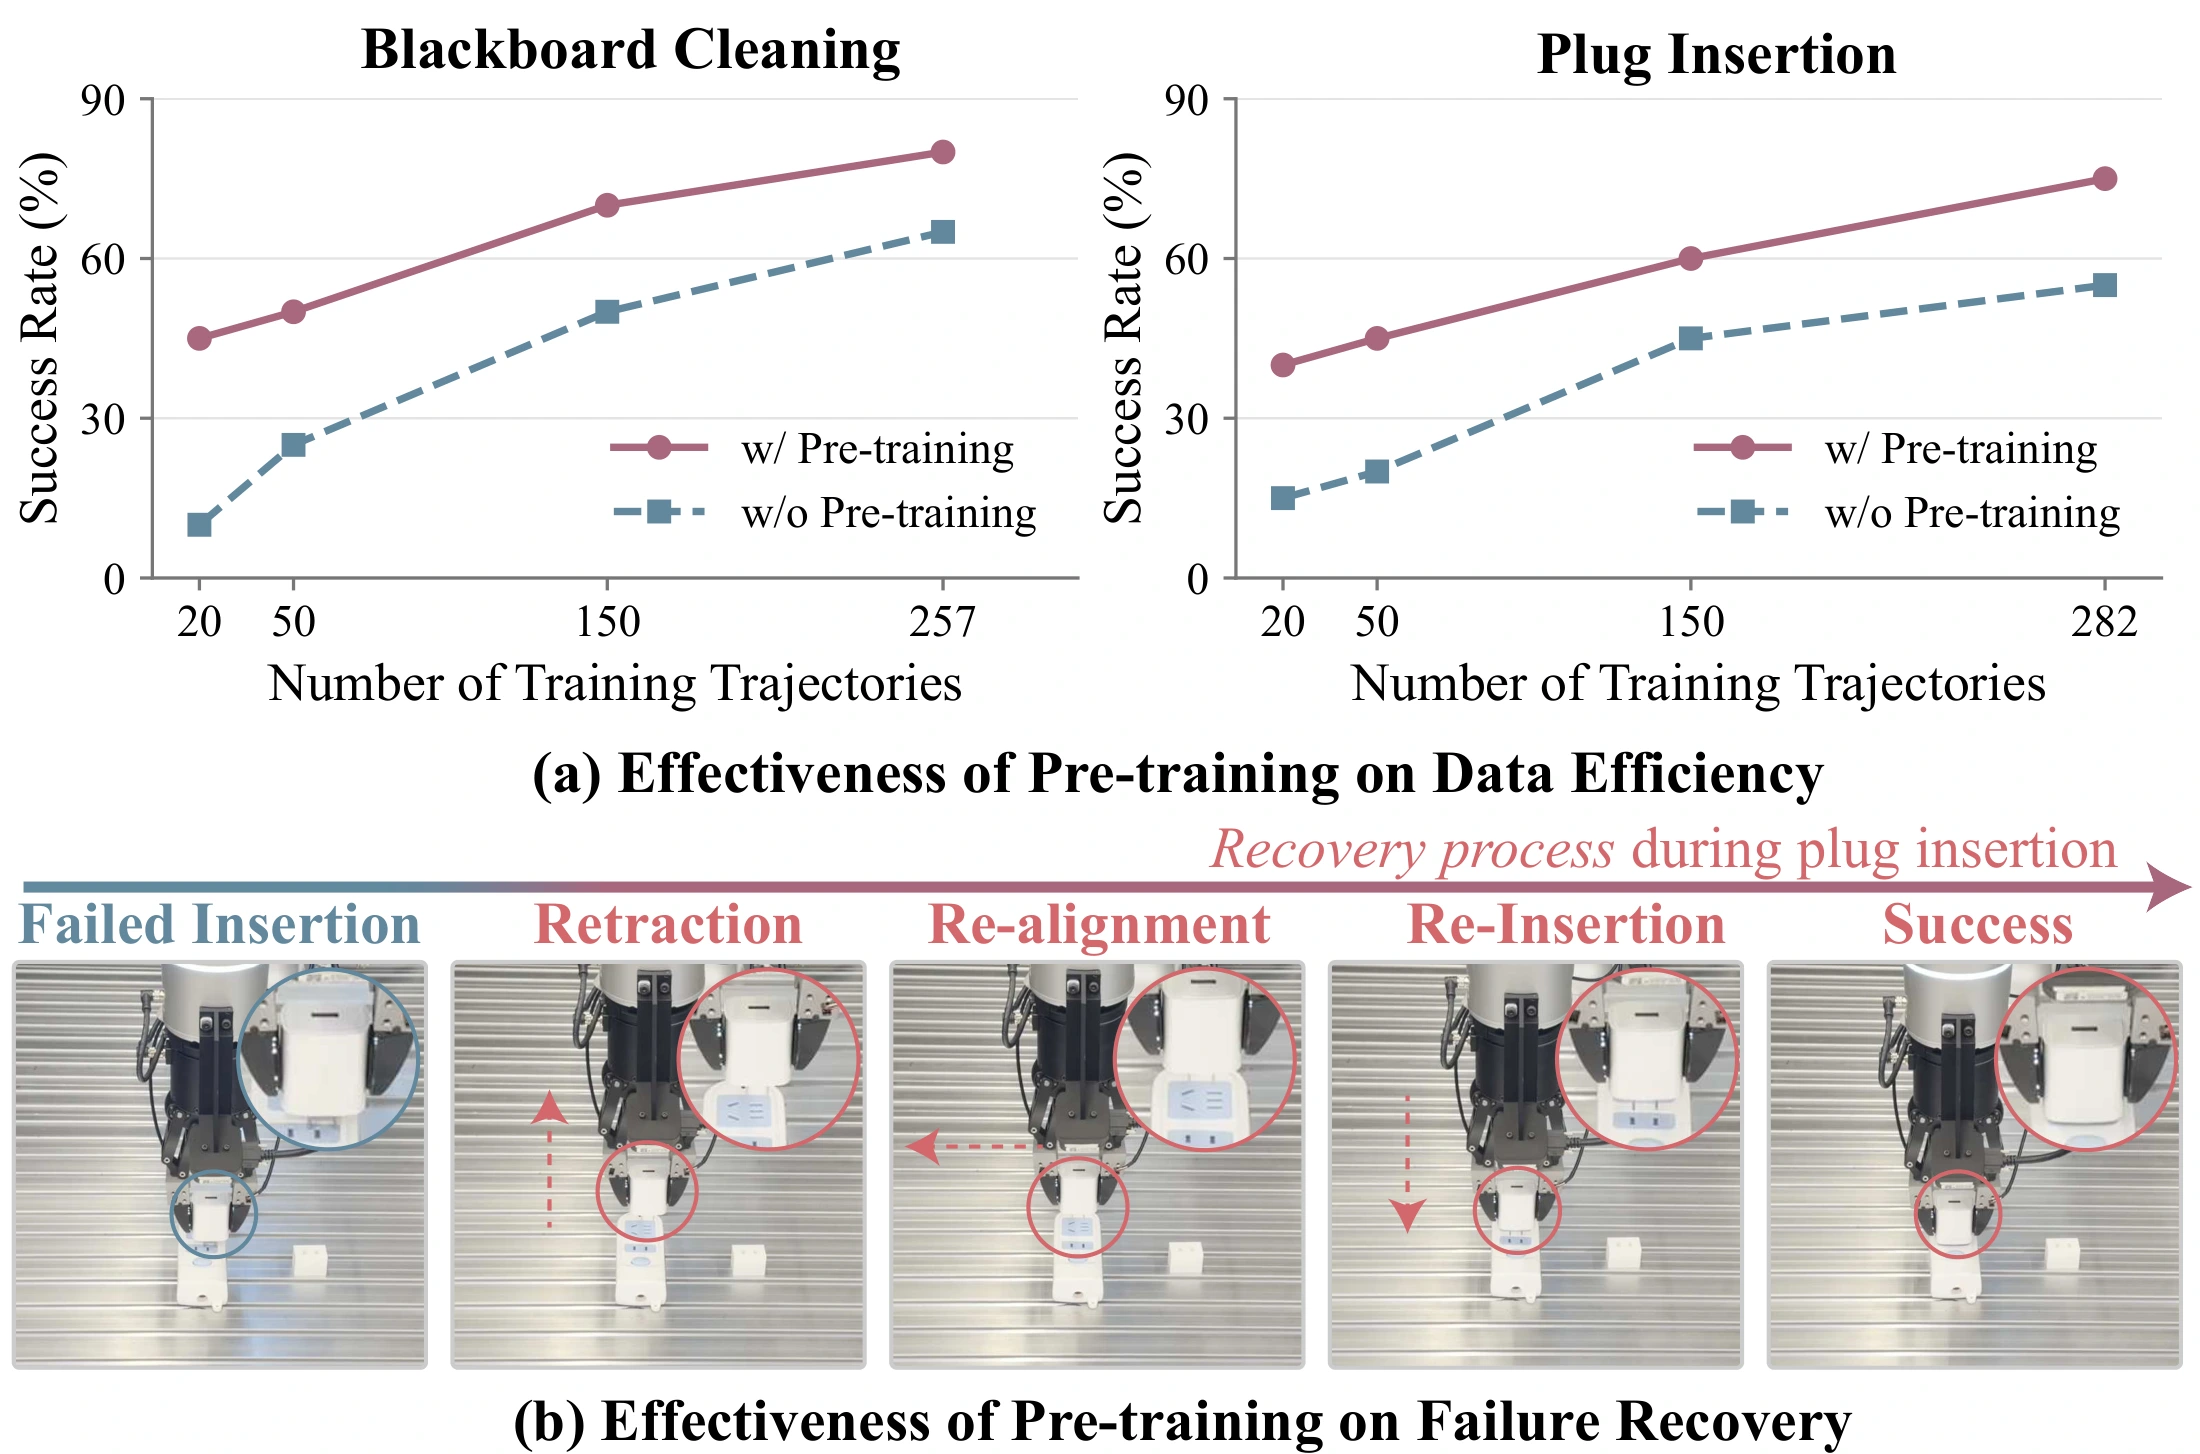 Blackboard Cleaning
90
60
30
0
Success Rate (%)
w/ Pre-training
w/o Pre-training
20 50 150 257
Number of Training Trajectories
Plug Insertion
90
60
30
0
Success Rate (%)
w/ Pre-training
w/o Pre-training
20 50 150 282
Number of Training Trajectories
(a) Effectiveness of Pre-training on Data Efficiency
Recovery process during plug insertion
Failed Insertion
Retraction
Re-alignment
Re-Insertion
Success
(b) Effectiveness of Pre-training on Failure Recovery